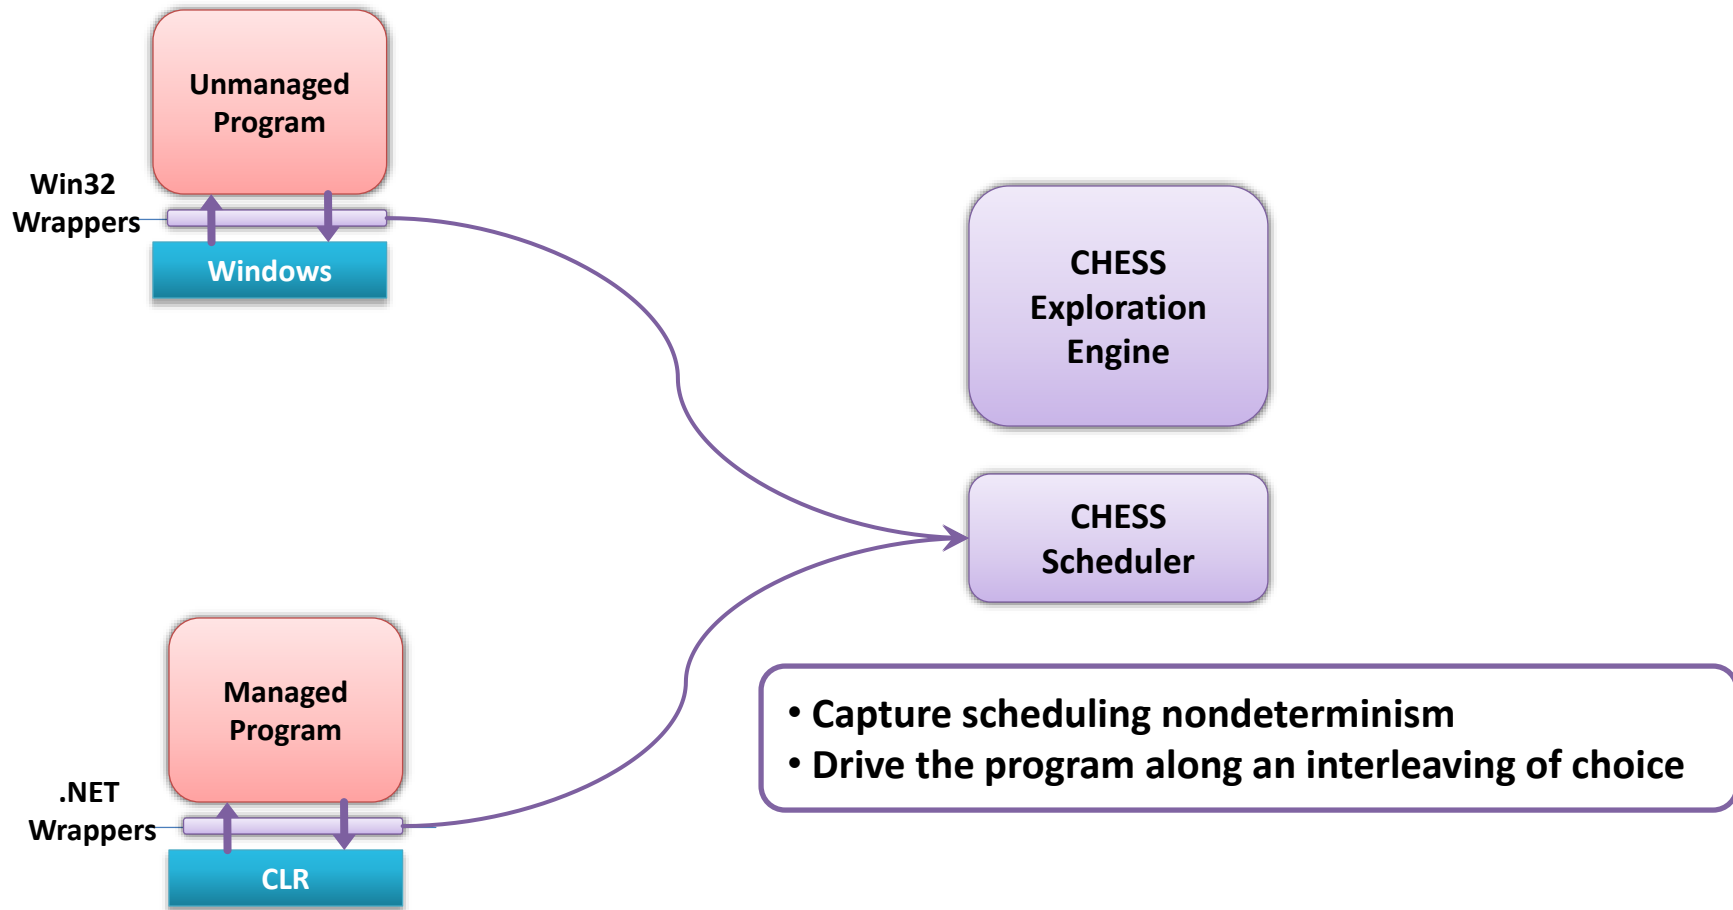 Unmanaged
Program
Win32
Wrappers
Windows
CHESS
Exploration
Engine
CHESS
Scheduler
Managed
Program
.NET
Wrappers
CLR
• Capture scheduling nondeterminism
• Drive the program along an interleaving of choice